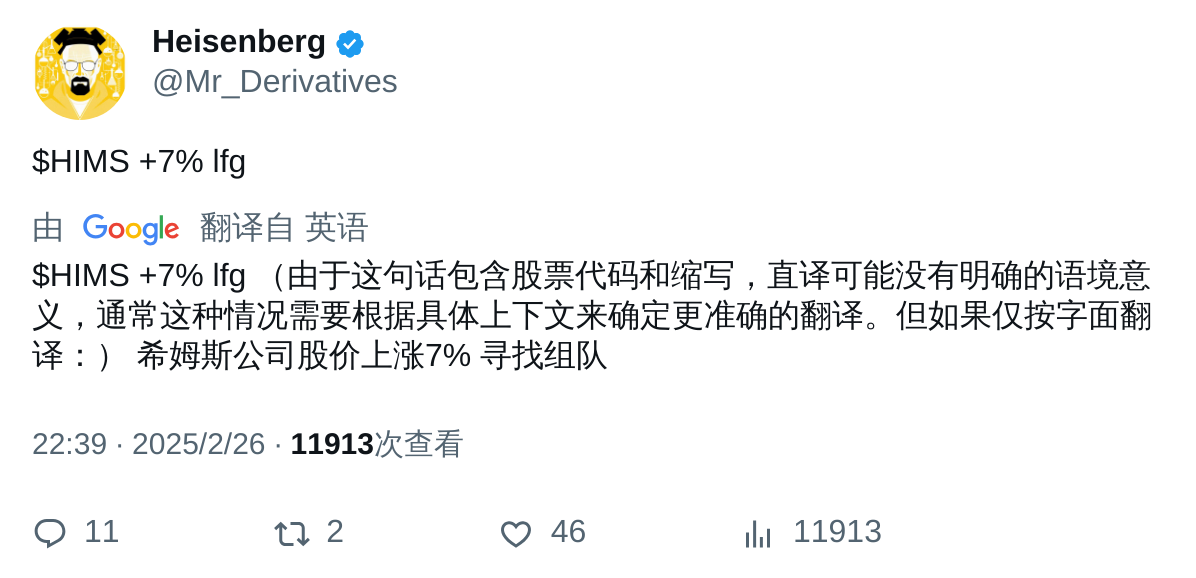 Heisenberg
@Mr_Derivatives
$HIMS +7% lfg
由 Google 翻译自 英语
$HIMS +7% lfg （由于这句话包含股票代码和缩写，直译可能没有明确的语境意
义，通常这种情况需要根据具体上下文来确定更准确的翻译。但如果仅按字面翻
译：） 希姆斯公司股价上涨7% 寻找组队
22:39 · 2025/2/26 · 11913次查看
11 2 46 11913